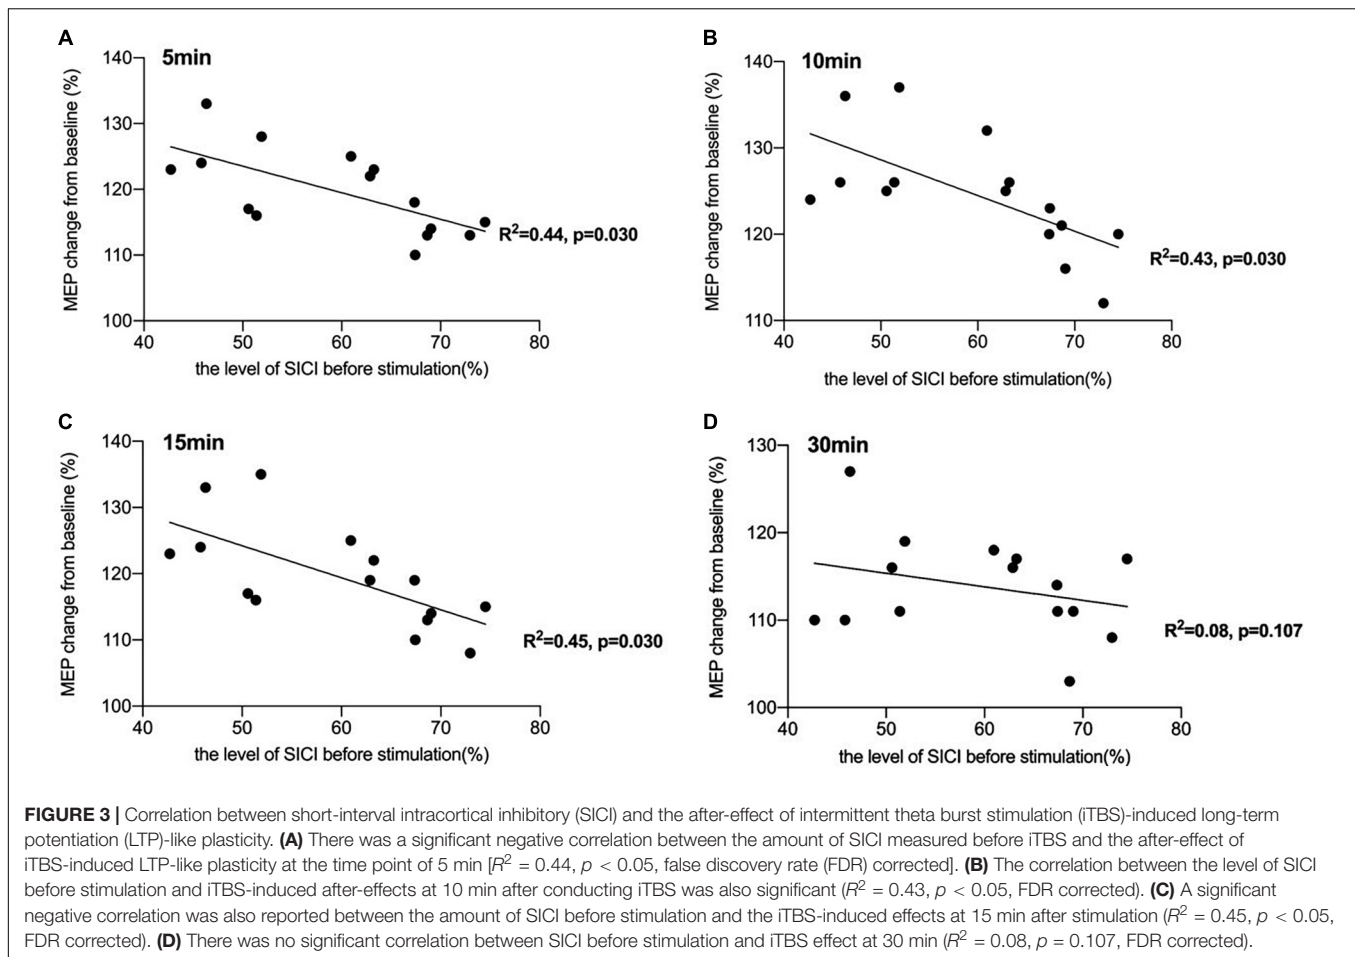 A
5min
140
130
120
110
100
MEP change from baseline (%)
R²=0.44, p=0.030
40 50 60 70 80
the level of SICI before stimulation(%)
B
10min
140
130
120
110
MEP change from baseline (%)
R²=0.43, p=0.030
40 50 60 70 80
the level of SICI before stimulation(%)
C
15min
140
130
120
110
100
MEP change from baseline (%)
R²=0.45, p=0.030
40 50 60 70 80
the level of SICI before stimulation(%)
D
30min
130
120
110
100
MEP change from baseline (%)
R²=0.08, p=0.107
40 50 60 70 80
the level of SICI before stimulation(%)
FIGURE 3 | Correlation between short-interval intracortical inhibitory (SICI) and the after-effect of intermittent theta burst stimulation (iTBS)-induced long-term
potentiation (LTP)-like plasticity. (A) There was a significant negative correlation between the amount of SICI measured before iTBS and the after-effect of
iTBS-induced LTP-like plasticity at the time point of 5 min [R² = 0.44, p < 0.05, false discovery rate (FDR) corrected]. (B) The correlation between the level of SICI
before stimulation and iTBS-induced after-effects at 10 min after conducting iTBS was also significant (R² = 0.43, p < 0.05, FDR corrected). (C) A significant
negative correlation was also reported between the amount of SICI before stimulation and the iTBS-induced effects at 15 min after stimulation (R² = 0.45, p < 0.05,
FDR corrected). (D) There was no significant correlation between SICI before stimulation and iTBS effect at 30 min (R² = 0.08, p = 0.107, FDR corrected).